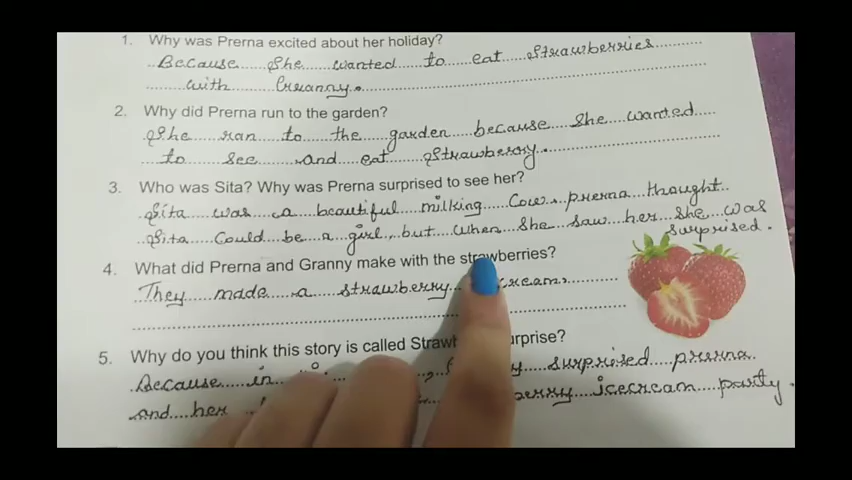 1. Why was Prerna excited about her holiday?
Because she wanted to eat strawberries
with Granny.
2. Why did Prerna run to the garden?
She ran to the garden because she wanted
to see and eat strawberry.
3. Who was Sita? Why was Prerna surprised to see her?
Sita was a beautiful milking cow. prerna thought
Sita could be a girl, but when she saw her she was
surprised.
4. What did Prerna and Granny make with the strawberries?
They made a strawberry cream.
5. Why do you think this story is called Straw urprise?
Because in surprised prerna
and her berry icecream party.